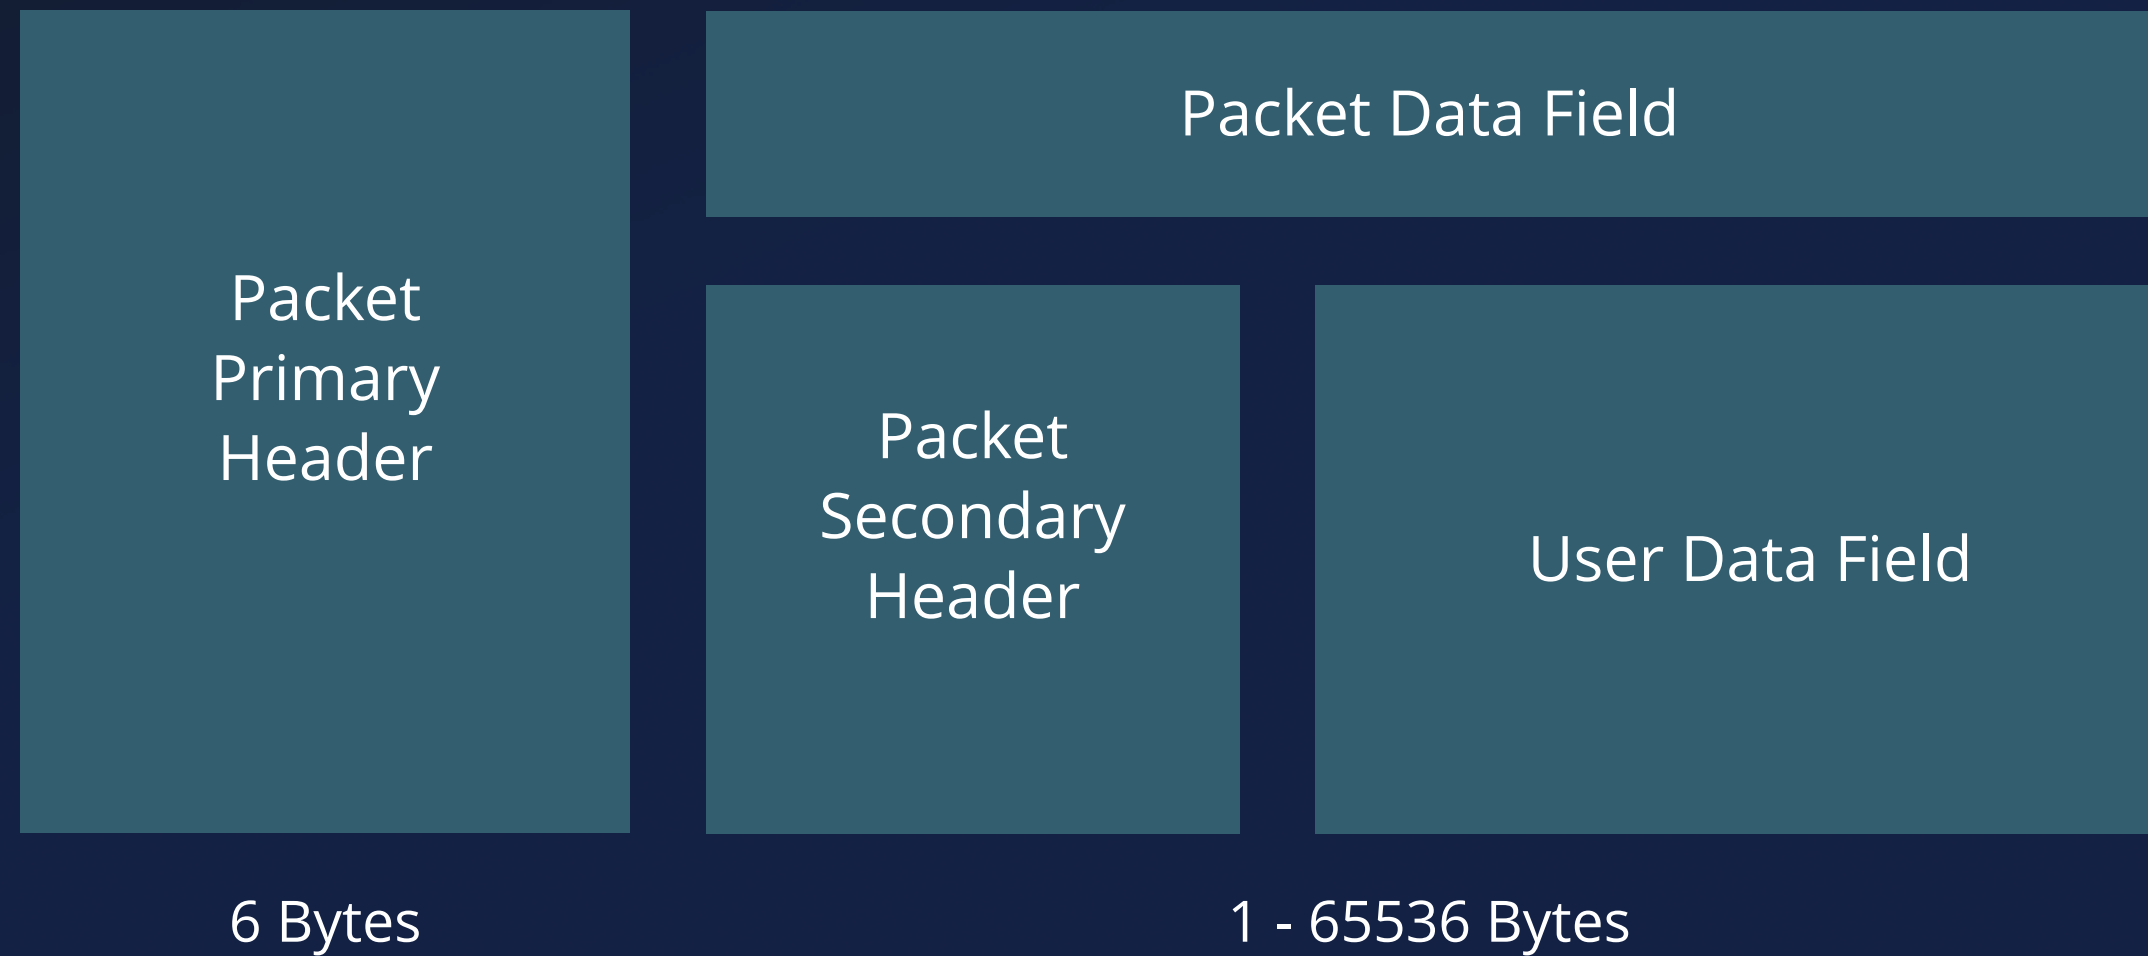 Packet
Primary
Header
Packet Data Field
Packet
Secondary
Header
User Data Field
6 Bytes
1 - 65536 Bytes